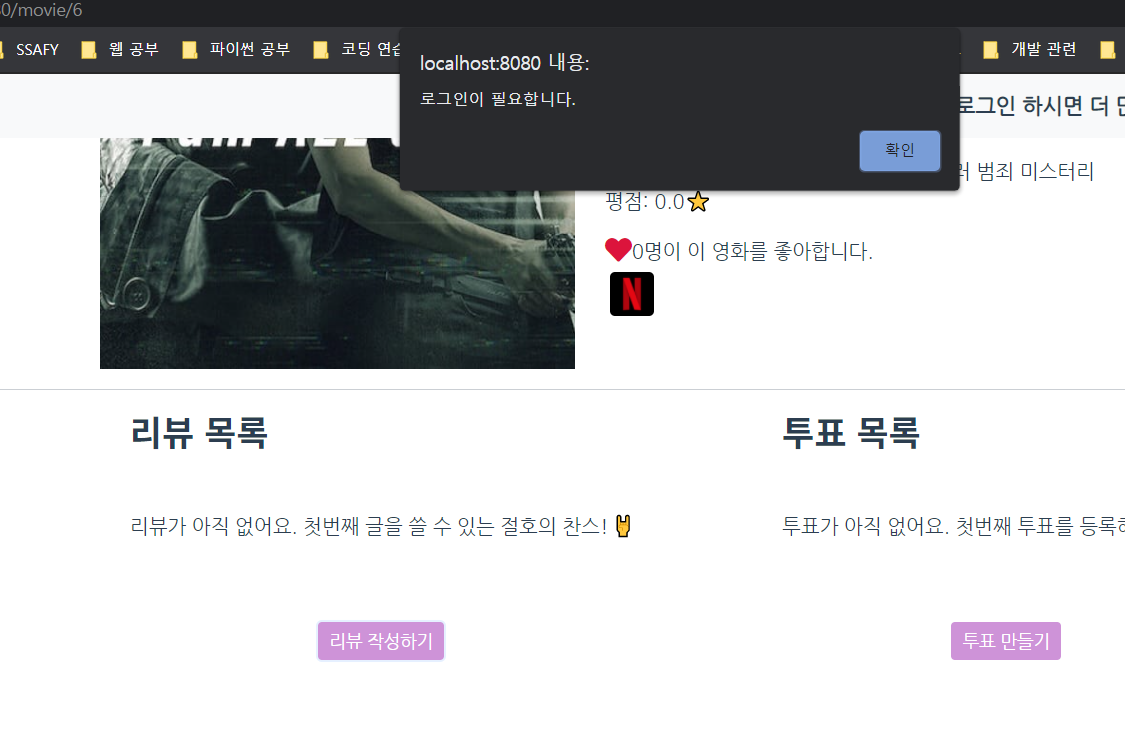 0/movie/6
SSAFY 웹 공부 파이썬 공부 코딩 연습 개발 관련
localhost:8080 내용:
로그인이 필요합니다.
확인
로그인 하시면 더
I am ALL
범죄 미스터리
평점: 0.0
0명이 이 영화를 좋아합니다.
N
리뷰 목록
투표 목록
리뷰가 아직 없어요. 첫번째 글을 쓸 수 있는 절호의 찬스!
투표가 아직 없어요. 첫번째 투표를
리뷰 작성하기
투표 만들기